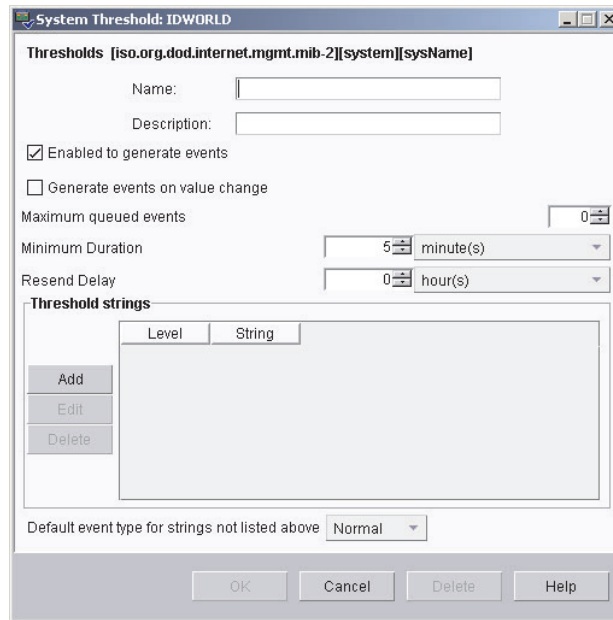 System Threshold: IDWORLD
Thresholds [iso.org.dod.internet.mgmt.mib-2][system][sysName]
Name:
Description:
Enabled to generate events
Generate events on value change
Maximum queued events 0
Minimum Duration 5 minute(s)
Resend Delay 0 hour(s)
Threshold strings
Level String
Add
Edit
Delete
Default event type for strings not listed above Normal
OK Cancel Delete Help